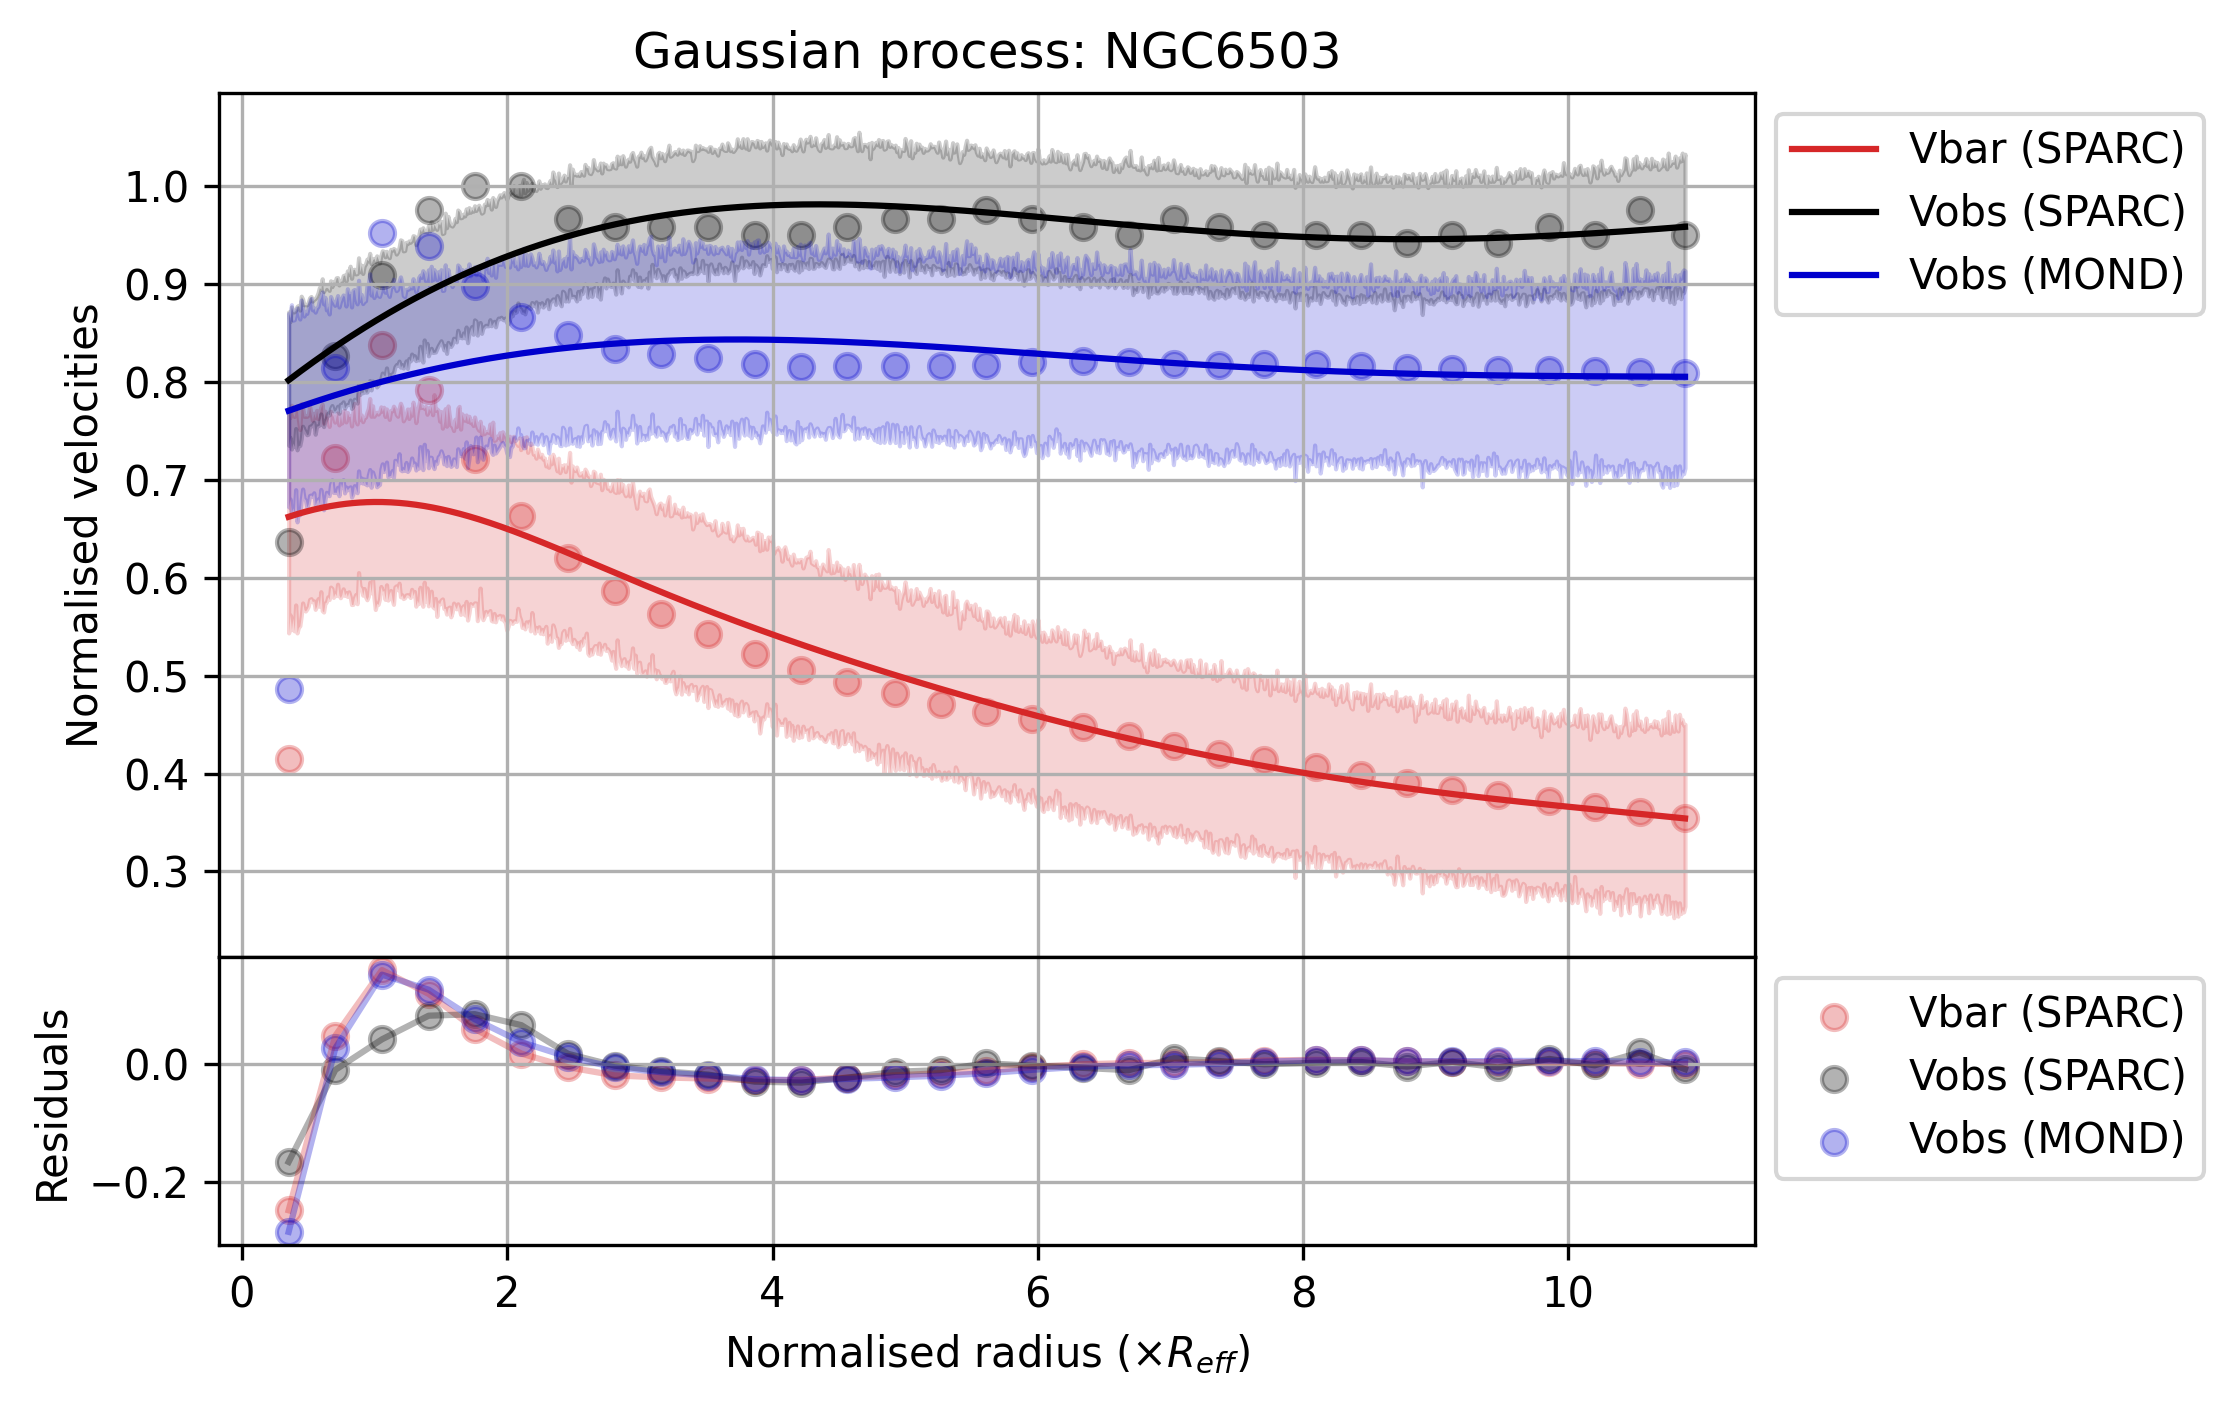 Gaussian process: NGC6503
Normalised velocities
1.0
0.9
0.8
0.7
0.6
0.5
0.4
0.3
Vbar (SPARC)
Vobs (SPARC)
Vobs (MOND)
Residuals
0.0
−0.2
Vbar (SPARC)
Vobs (SPARC)
Vobs (MOND)
0 2 4 6 8 10
Normalised radius (×R_eff)